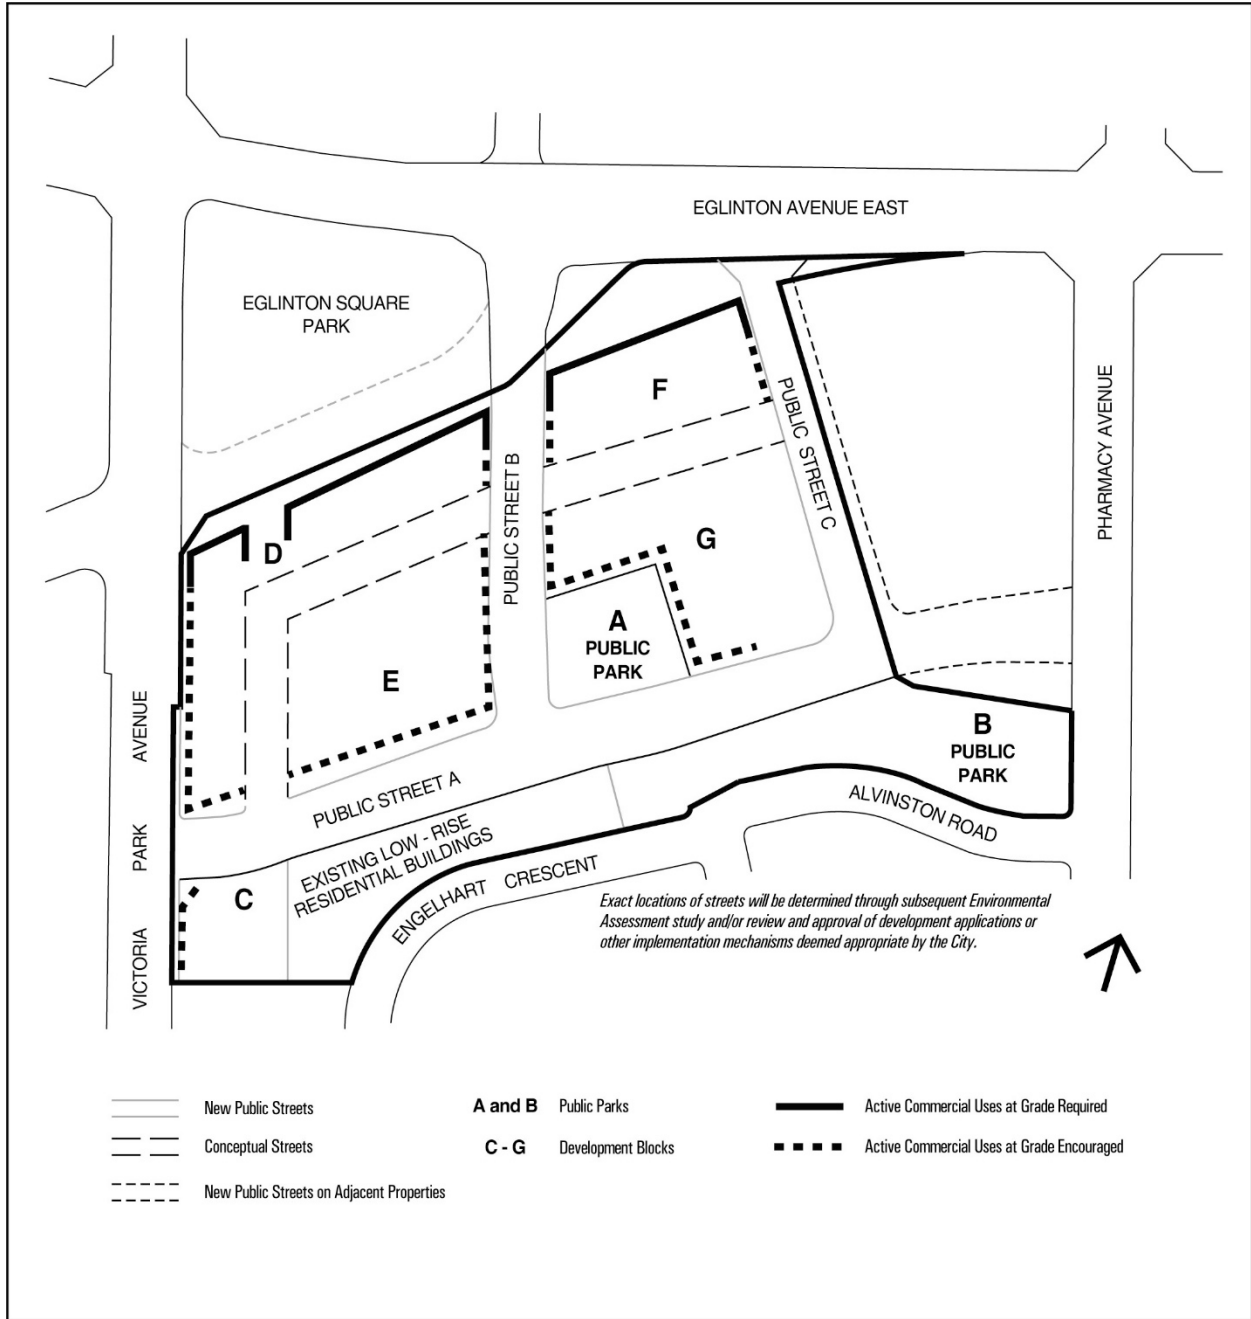 EGLINTON AVENUE EAST
EGLINTON SQUARE
PARK
PHARMACY AVENUE
PUBLIC STREET B
PUBLIC STREET C
F
D
G
A
PUBLIC
PARK
E
B
PUBLIC
PARK
VICTORIA PARK AVENUE
PUBLIC STREET A
ALVINSTON ROAD
EXISTING LOW - RISE
RESIDENTIAL BUILDINGS
C
ENGELHART CRESCENT
Exact locations of streets will be determined through subsequent Environmental
Assessment study and/or review and approval of development applications or
other implementation mechanisms deemed appropriate by the City.
New Public Streets
A and B Public Parks
Active Commercial Uses at Grade Required
Conceptual Streets
C - G Development Blocks
Active Commercial Uses at Grade Encouraged
New Public Streets on Adjacent Properties